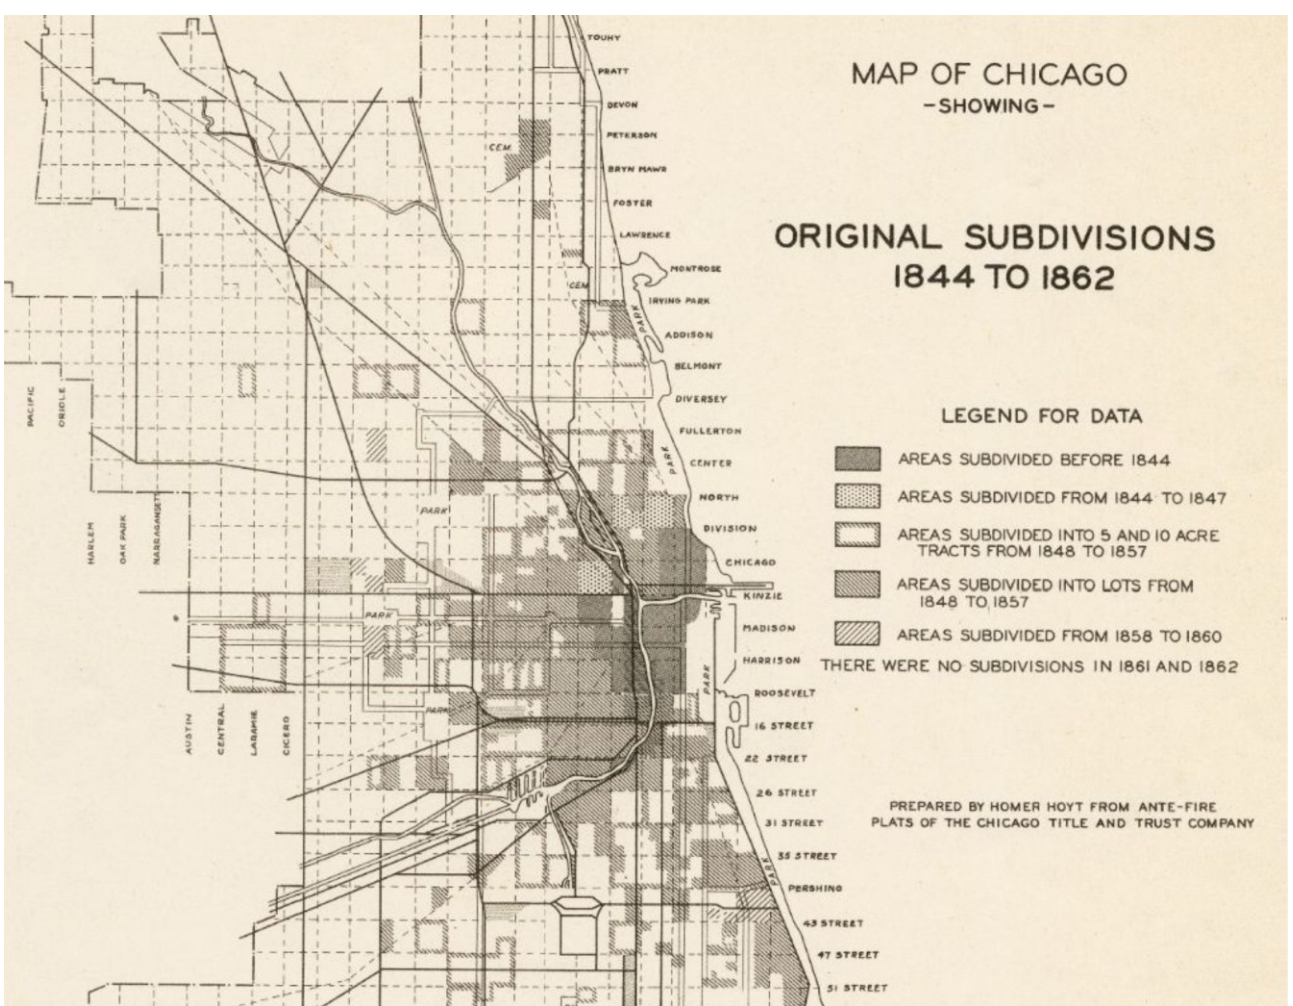 MAP OF CHICAGO
-SHOWING-
ORIGINAL SUBDIVISIONS
1844 TO 1862
LEGEND FOR DATA
AREAS SUBDIVIDED BEFORE 1844
AREAS SUBDIVIDED FROM 1844 TO 1847
AREAS SUBDIVIDED INTO 5 AND 10 ACRE
TRACTS FROM 1848 TO 1857
AREAS SUBDIVIDED INTO LOTS FROM
1848 TO 1857
AREAS SUBDIVIDED FROM 1858 TO 1860
THERE WERE NO SUBDIVISIONS IN 1861 AND 1862
PREPARED BY HOMER HOYT FROM ANTE-FIRE
PLATS OF THE CHICAGO TITLE AND TRUST COMPANY
TOUHY
PRATT
DEVON
PETERSON
CEM.
BRYN MAWR
FOSTER
LAWRENCE
MONTROSE
CEM
IRVING PARK
PARK
ADDISON
BELMONT
DIVERSEY
FULLERTON
CENTER
PARK
NORTH
DIVISION
CHICAGO
KINZIE
MADISON
HARRISON
PARK
ROOSEVELT
16 STREET
22 STREET
26 STREET
31 STREET
35 STREET
PARK
PERSHING
43 STREET
47 STREET
51 STREET
PARK
PARK
PARK
PACIFIC
ORIOLE
HARLEM
OAK PARK
NARRAGANSETT
AUSTIN
CENTRAL
LARAMIE
CICERO